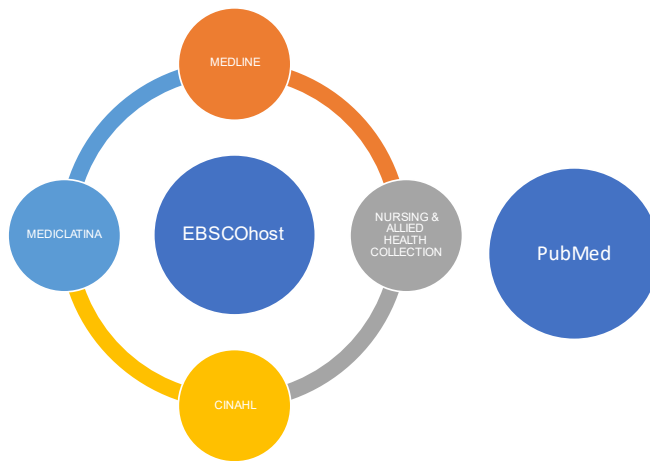 MEDLINE
MEDICLATINA
EBSCOhost
NURSING &
ALLIED
HEALTH
COLLECTION
PubMed
CINAHL